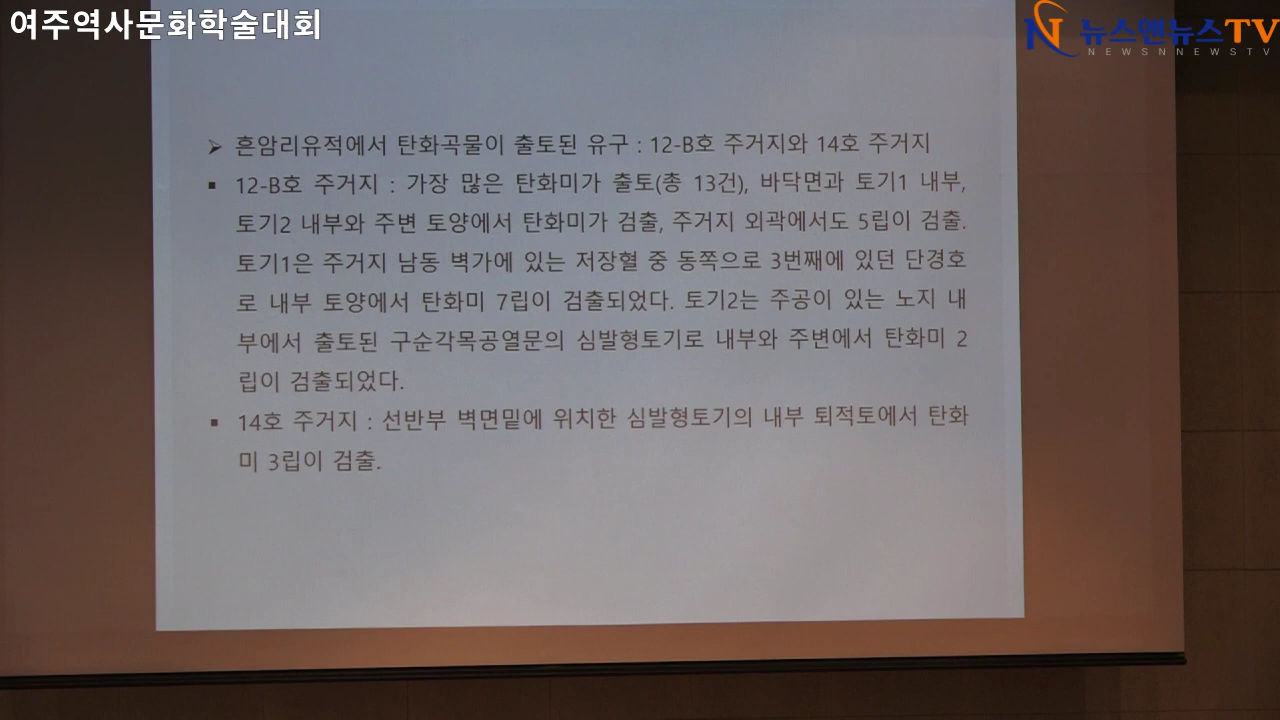 여주역사문화학술대회
뉴스앤뉴스TV
NEWSNNEWSTV
➢ 흔암리유적에서 탄화곡물이 출토된 유구 : 12-B호 주거지와 14호 주거지
▪ 12-B호 주거지 : 가장 많은 탄화미가 출토(총 13건), 바닥면과 토기1 내부,
토기2 내부와 주변 토양에서 탄화미가 검출, 주거지 외곽에서도 5립이 검출.
토기1은 주거지 남동 벽가에 있는 저장혈 중 동쪽으로 3번째에 있던 단경호
로 내부 토양에서 탄화미 7립이 검출되었다. 토기2는 주공이 있는 노지 내
부에서 출토된 구순각목공열문의 심발형토기로 내부와 주변에서 탄화미 2
립이 검출되었다.
▪ 14호 주거지 : 선반부 벽면밑에 위치한 심발형토기의 내부 퇴적토에서 탄화
미 3립이 검출.